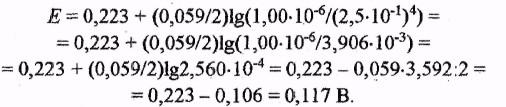 E = 0,223 + (0,059/2)lg(1,00·10⁻⁶/(2,5·10⁻¹)⁴) =
= 0,223 + (0,059/2)lg(1,00·10⁻⁶/3,906·10⁻³) =
= 0,223 + (0,059/2)lg2,560·10⁻⁴ = 0,223 – 0,059·3,592:2 =
= 0,223 – 0,106 = 0,117 В.